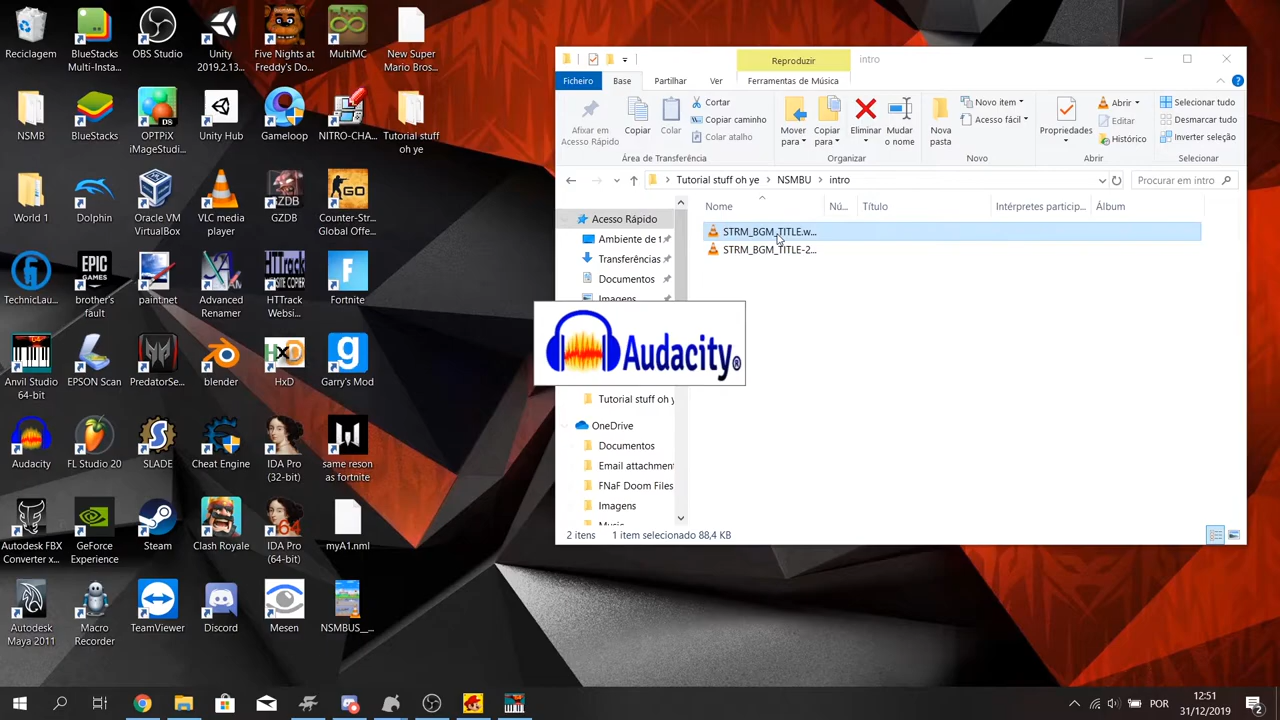 Reciclagem
BlueStacks
Multi-Insta...
OBS Studio
Unity
2019.2.13...
Five Nights at
Freddy's Do...
MultiMC
New Super
Mario Bros...
NSMB
BlueStacks
OPTPiX
iMageStudi...
Unity Hub
Gameloop
NITRO-CHA...
Tutorial stuff
oh ye
World 1
Dolphin
Oracle VM
VirtualBox
VLC media
player
GZDB
Counter-Str...
Global Offe...
TechnicLau...
brother's
fault
paintnet
Advanced
Renamer
HTTrack
Websi...
Fortnite
Anvil Studio
64-bit
EPSON Scan
PredatorSe...
blender
HxD
Garry's Mod
Audacity
FL Studio 20
SLADE
Cheat Engine
IDA Pro
(32-bit)
same reson
as fortnite
Autodesk FBX
Converter x...
GeForce
Experience
Steam
Clash Royale
IDA Pro
(64-bit)
myA1.nml
Autodesk
Maya 2011
Macro
Recorder
TeamViewer
Discord
Mesen
NSMBUS__...
Reproduzir
intro
Ficheiro
Base
Partilhar
Ver
Ferramentas de Música
Afixar em
Acesso Rápido
Copiar
Colar
Cortar
Copiar caminho
Colar atalho
Mover
para
Copiar
para
Eliminar
Mudar
o nome
Nova
pasta
Novo item
Acesso fácil
Propriedades
Abrir
Editar
Histórico
Selecionar tudo
Desmarcar tudo
Inverter seleção
Área de Transferência
Organizar
Novo
Abrir
Selecionar
Tutorial stuff oh ye
NSMBU
intro
Procurar em intro
Nome
Nú...
Título
Intérpretes particip...
Álbum
Acesso Rápido
Ambiente de t
Transferências
Documentos
Imagens
STRM_BGM_TITLE.w...
STRM_BGM_TITLE-2...
Audacity®
Tutorial stuff oh y
OneDrive
Documentos
Email attachment
FNaF Doom Files
Imagens
Music
2 itens
1 item selecionado 88,4 KB
POR
12:51
31/12/2019
2